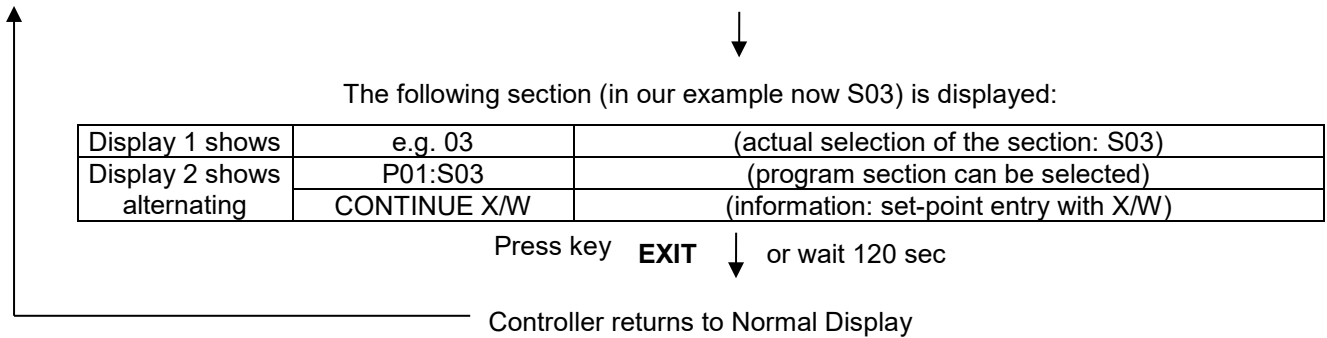 The following section (in our example now S03) is displayed:
Display 1 shows e.g. 03 (actual selection of the section: S03)
Display 2 shows alternating P01:S03 (program section can be selected)
CONTINUE X/W (information: set-point entry with X/W)
Press key EXIT or wait 120 sec
Controller returns to Normal Display